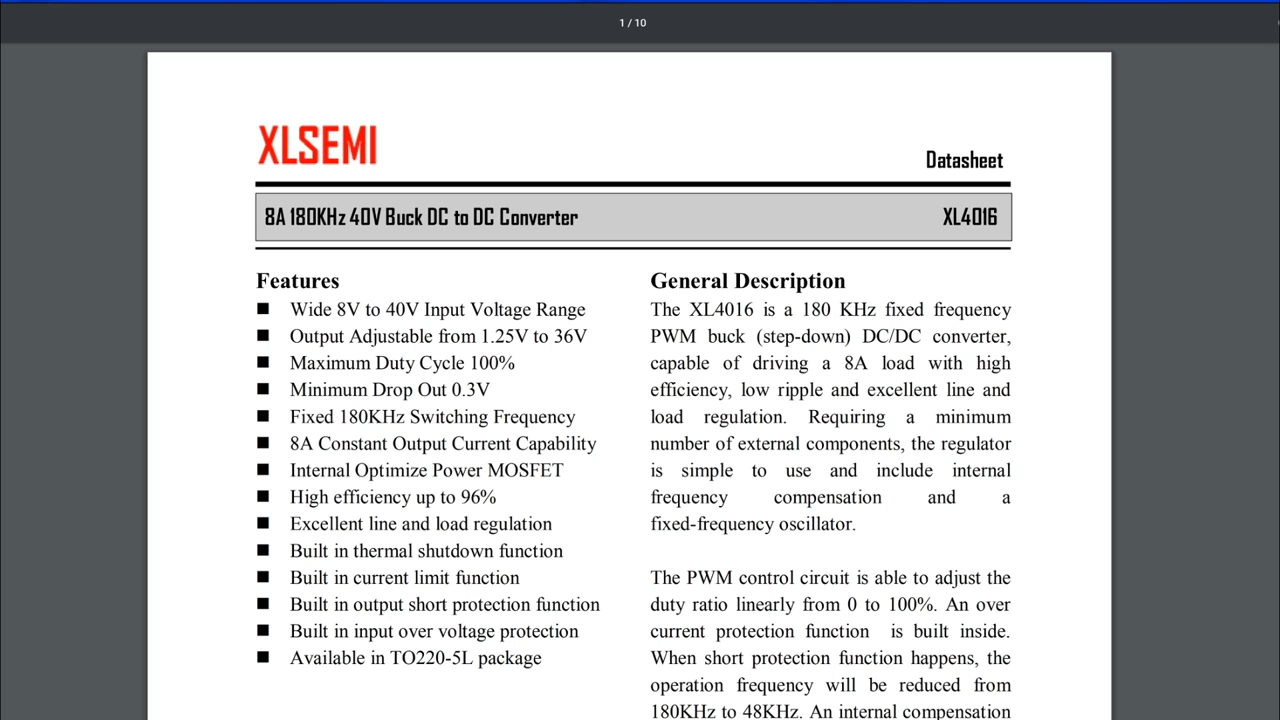 1 / 10
XLSEMI
Datasheet
8A 180KHz 40V Buck DC to DC Converter XL4016
Features
■ Wide 8V to 40V Input Voltage Range
■ Output Adjustable from 1.25V to 36V
■ Maximum Duty Cycle 100%
■ Minimum Drop Out 0.3V
■ Fixed 180KHz Switching Frequency
■ 8A Constant Output Current Capability
■ Internal Optimize Power MOSFET
■ High efficiency up to 96%
■ Excellent line and load regulation
■ Built in thermal shutdown function
■ Built in current limit function
■ Built in output short protection function
■ Built in input over voltage protection
■ Available in TO220-5L package
General Description
The XL4016 is a 180 KHz fixed frequency
PWM buck (step-down) DC/DC converter,
capable of driving a 8A load with high
efficiency, low ripple and excellent line and
load regulation. Requiring a minimum
number of external components, the regulator
is simple to use and include internal
frequency compensation and a
fixed-frequency oscillator.
The PWM control circuit is able to adjust the
duty ratio linearly from 0 to 100%. An over
current protection function is built inside.
When short protection function happens, the
operation frequency will be reduced from
180KHz to 48KHz. An internal compensation